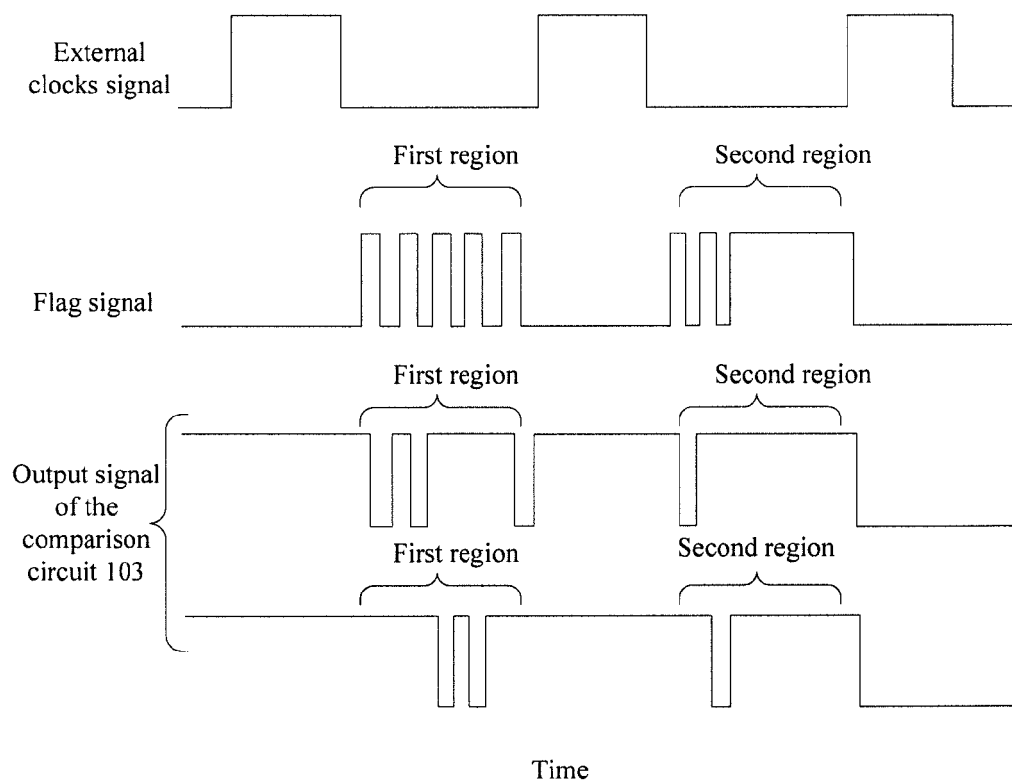 External
clocks signal
First region
Second region
Flag signal
First region
Second region
Output signal
of the
comparison
circuit 103
First region
Second region
Time